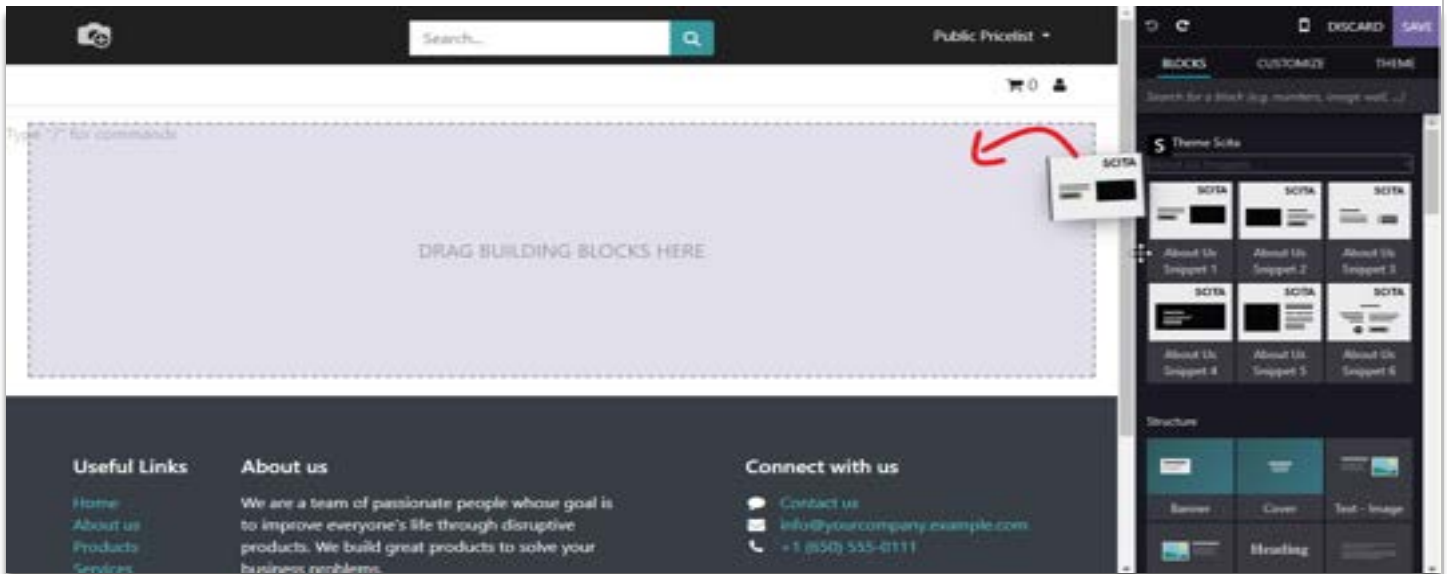 Search...
Public Pricelist
0
Type "/" for commands
DRAG BUILDING BLOCKS HERE
Useful Links
Home
About us
Products
Services
About us
We are a team of passionate people whose goal is
to improve everyone's life through disruptive
products. We build great products to solve your
business problems.
Connect with us
Contact us
info@yourcompany.example.com
+1 (650) 555-0111
SCITA
DISCARD
SAVE
BLOCKS
CUSTOMIZE
THEME
Search for a block (e.g. numbers, image wall, ...)
S Theme Scita
SCITA
SCITA
SCITA
About Us
Snippet 1
About Us
Snippet 2
About Us
Snippet 3
SCITA
SCITA
SCITA
About Us
Snippet 4
About Us
Snippet 5
About Us
Snippet 6
Structure
Banner
Cover
Text - Image
Heading